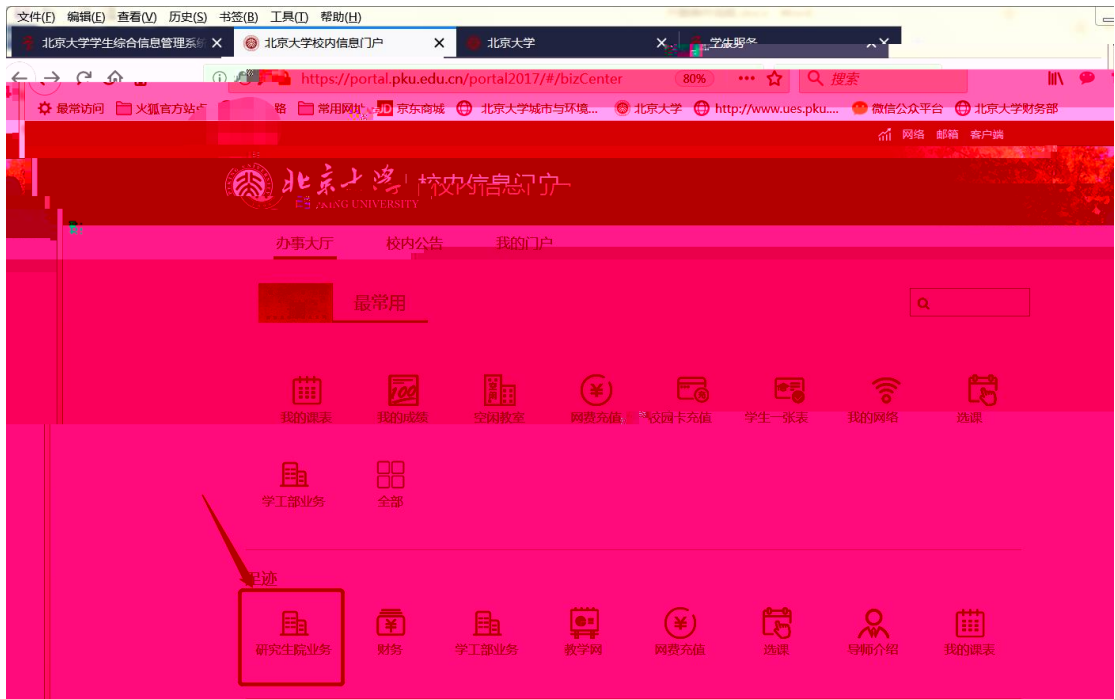 文件(F) 编辑(E) 查看(V) 历史(S) 书签(B) 工具(T) 帮助(H)
北京大学学生综合信息管理系统 北京大学校内信息门户 北京大学
https://portal.pku.edu.cn/portal2017/#/bizCenter 80% 搜索
最常访问 火狐官方站点 常用网址 JD 京东商城 北京大学城市与环境... 北京大学 http://www.ues.pku.... 微信公众平台 北京大学财务部
网络 邮箱 客户端
北京大学 校内信息门户
UNIVERSITY
办事大厅 校内公告 我的门户
最常用
我的课表 我的成绩 空闲教室 网费充值 校园卡充值 学生一张表 我的网络 选课
学工部业务 全部
足迹
研究生院业务 财务 学工部业务 教学网 网费充值 选课 导师介绍 我的课表